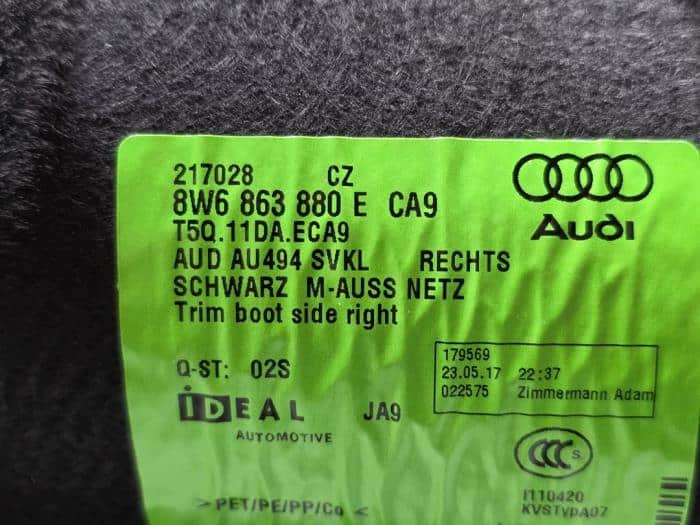 217028 CZ
8W6 863 880 E CA9
T5Q.11DA.ECA9
AUD AU494 SVKL RECHTS
SCHWARZ M-AUSS NETZ
Trim boot side right
Audi
179569
23.05.17 22:37
022575 Zimmermann Adam
Q-ST: 02S
IDEAL JA9
AUTOMOTIVE
CCC S
I110420
KVSTypA07
>PET/PE/PP/Co<